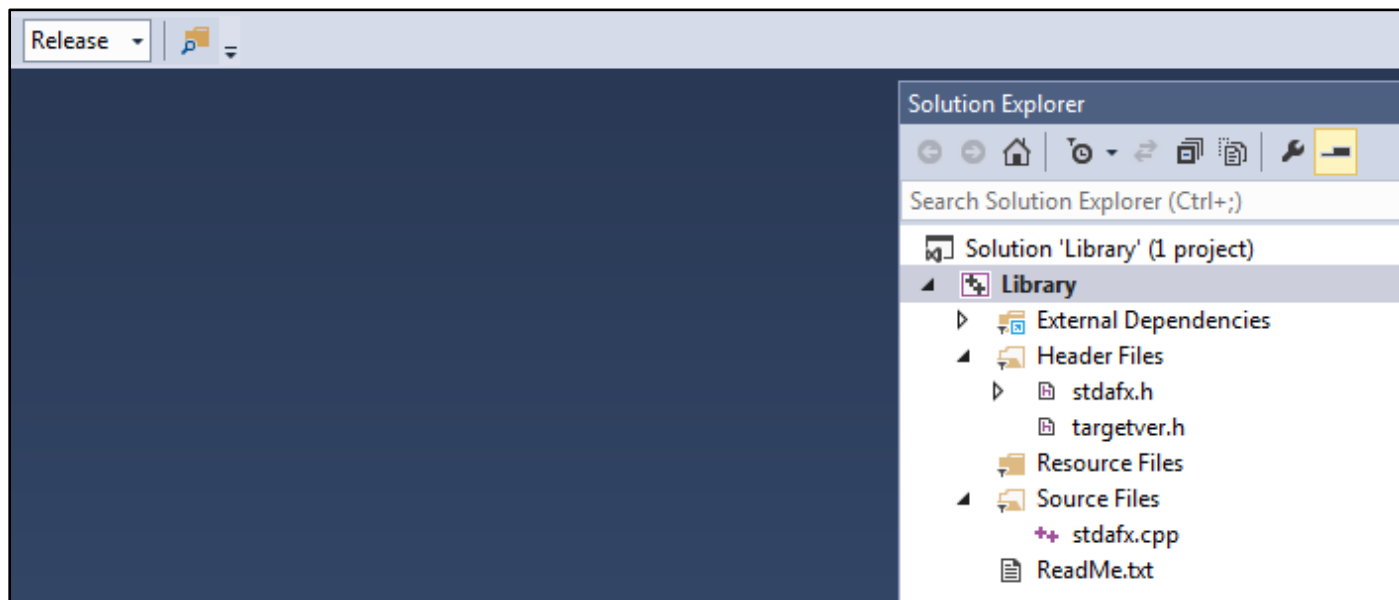 Release
Solution Explorer
Search Solution Explorer (Ctrl+;)
Solution 'Library' (1 project)
Library
External Dependencies
Header Files
stdafx.h
targetver.h
Resource Files
Source Files
stdafx.cpp
ReadMe.txt